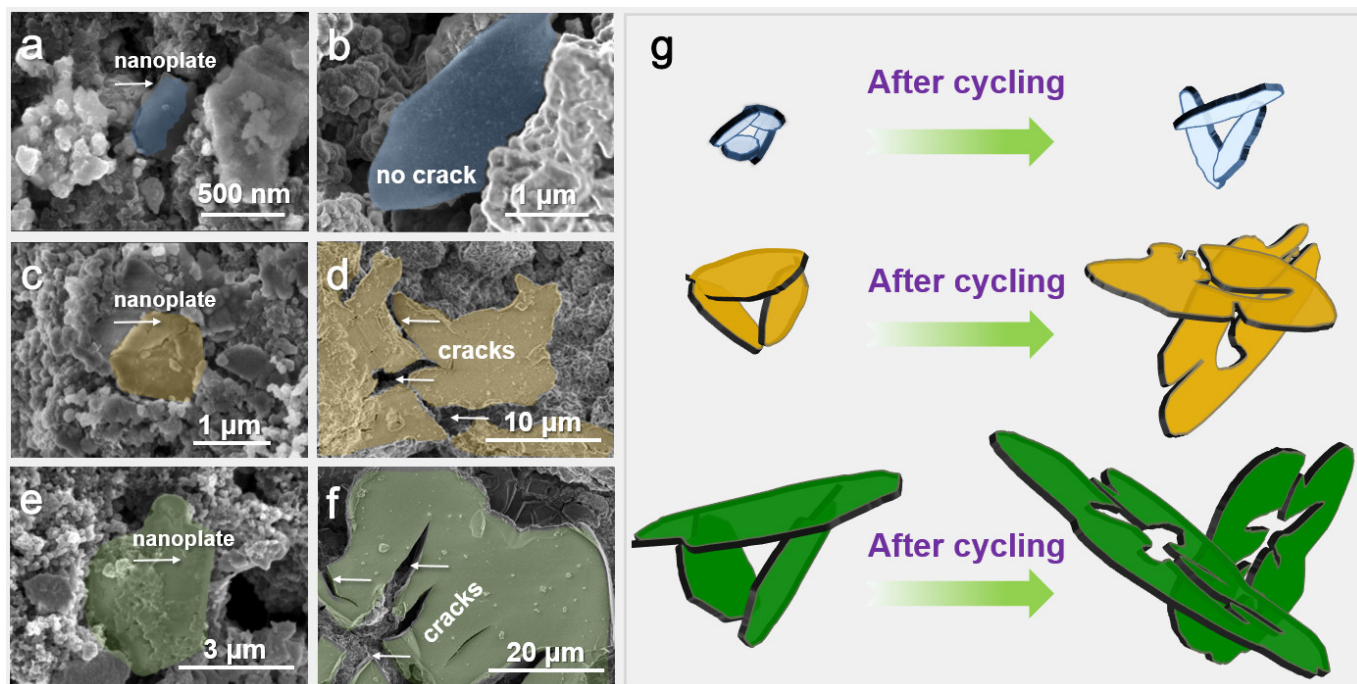 a
nanoplate
500 nm
b
no crack
1 µm
c
nanoplate
1 µm
d
cracks
10 µm
e
nanoplate
3 µm
f
cracks
20 µm
g
After cycling
After cycling
After cycling